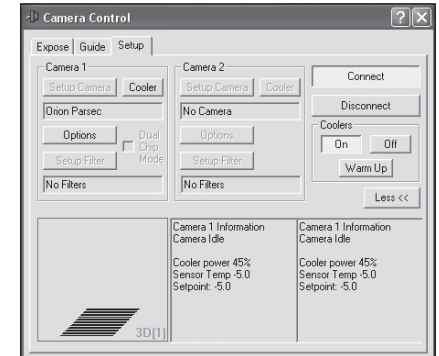 Camera Control
Expose Guide Setup
Camera 1
Setup Camera Cooler
Orion Parsec
Options
Dual Chip Mode
Setup Filter
No Filters
Camera 2
Setup Camera Cooler
No Camera
Options
Setup Filter
No Filters
Connect
Disconnect
Coolers
On Off
Warm Up
Less <<
3D[1]
Camera 1 Information
Camera Idle
Cooler power 45%
Sensor Temp -5.0
Setpoint: -5.0
Camera 1 Information
Camera Idle
Cooler power 45%
Sensor Temp -5.0
Setpoint: -5.0